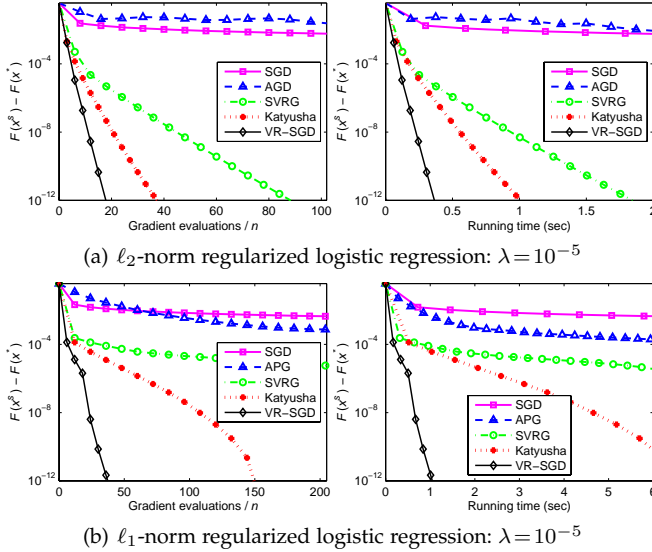 F(x^s) − F(x^*)
10^−4
10^−8
10^−12
SGD
AGD
SVRG
Katyusha
VR−SGD
0 20 40 60 80 100
Gradient evaluations / n
F(x^s) − F(x^*)
10^−4
10^−8
10^−12
SGD
AGD
SVRG
Katyusha
VR−SGD
0 0.5 1 1.5 2
Running time (sec)
(a) ℓ2-norm regularized logistic regression: λ=10^−5
F(x^s) − F(x^*)
10^−4
10^−8
10^−12
SGD
APG
SVRG
Katyusha
VR−SGD
0 50 100 150 200
Gradient evaluations / n
F(x^s) − F(x^*)
10^−4
10^−8
10^−12
SGD
APG
SVRG
Katyusha
VR−SGD
0 1 2 3 4 5 6
Running time (sec)
(b) ℓ1-norm regularized logistic regression: λ=10^−5